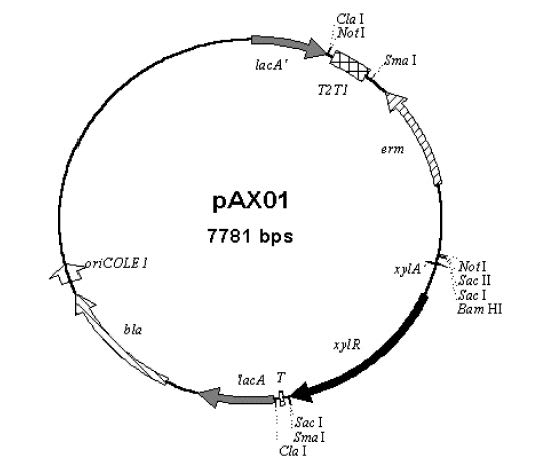 Cla I
Not I
lacA'
Sma I
T2T1
erm
pAX01
7781 bps
oriCOLE1
xylA'
Not I
Sac II
Sac I
Bam HI
bla
xylR
'lacA
T
Sac I
Sma I
Cla I